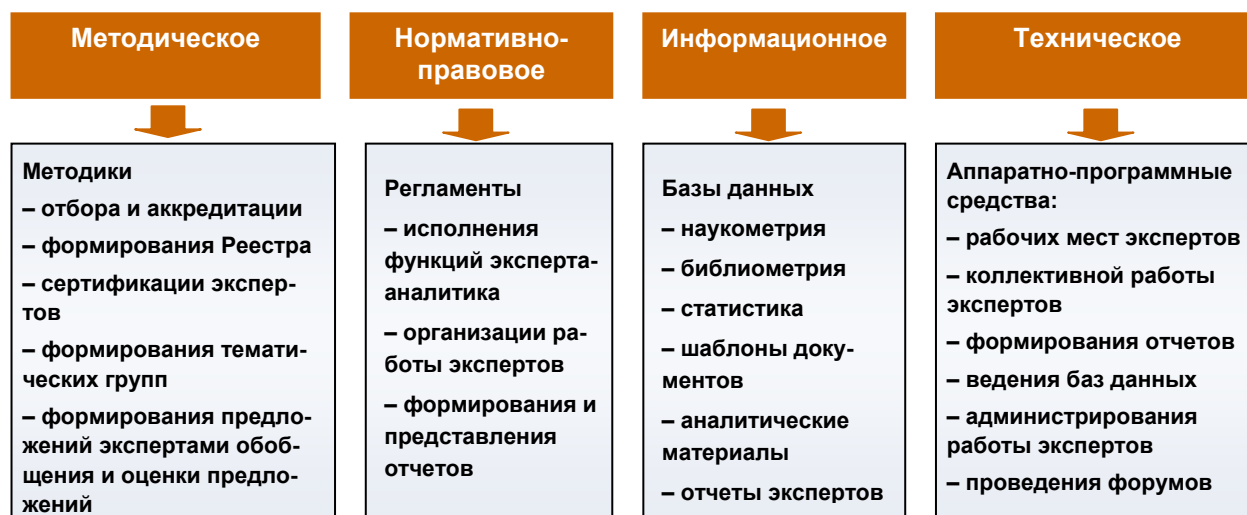 Методическое
Нормативно-
правовое
Информационное
Техническое
Методики
– отбора и аккредитации
– формирования Реестра
– сертификации экспер-
тов
– формирования темати-
ческих групп
– формирования предло-
жений экспертами обоб-
щения и оценки предло-
жений
Регламенты
– исполнения
функций эксперта-
аналитика
– организации ра-
боты экспертов
– формирования и
представления
отчетов
Базы данных
– наукометрия
– библиометрия
– статистика
– шаблоны доку-
ментов
– аналитические
материалы
– отчеты экспертов
Аппаратно-программные
средства:
– рабочих мест экспертов
– коллективной работы
экспертов
– формирования отчетов
– ведения баз данных
– администрирования
работы экспертов
– проведения форумов